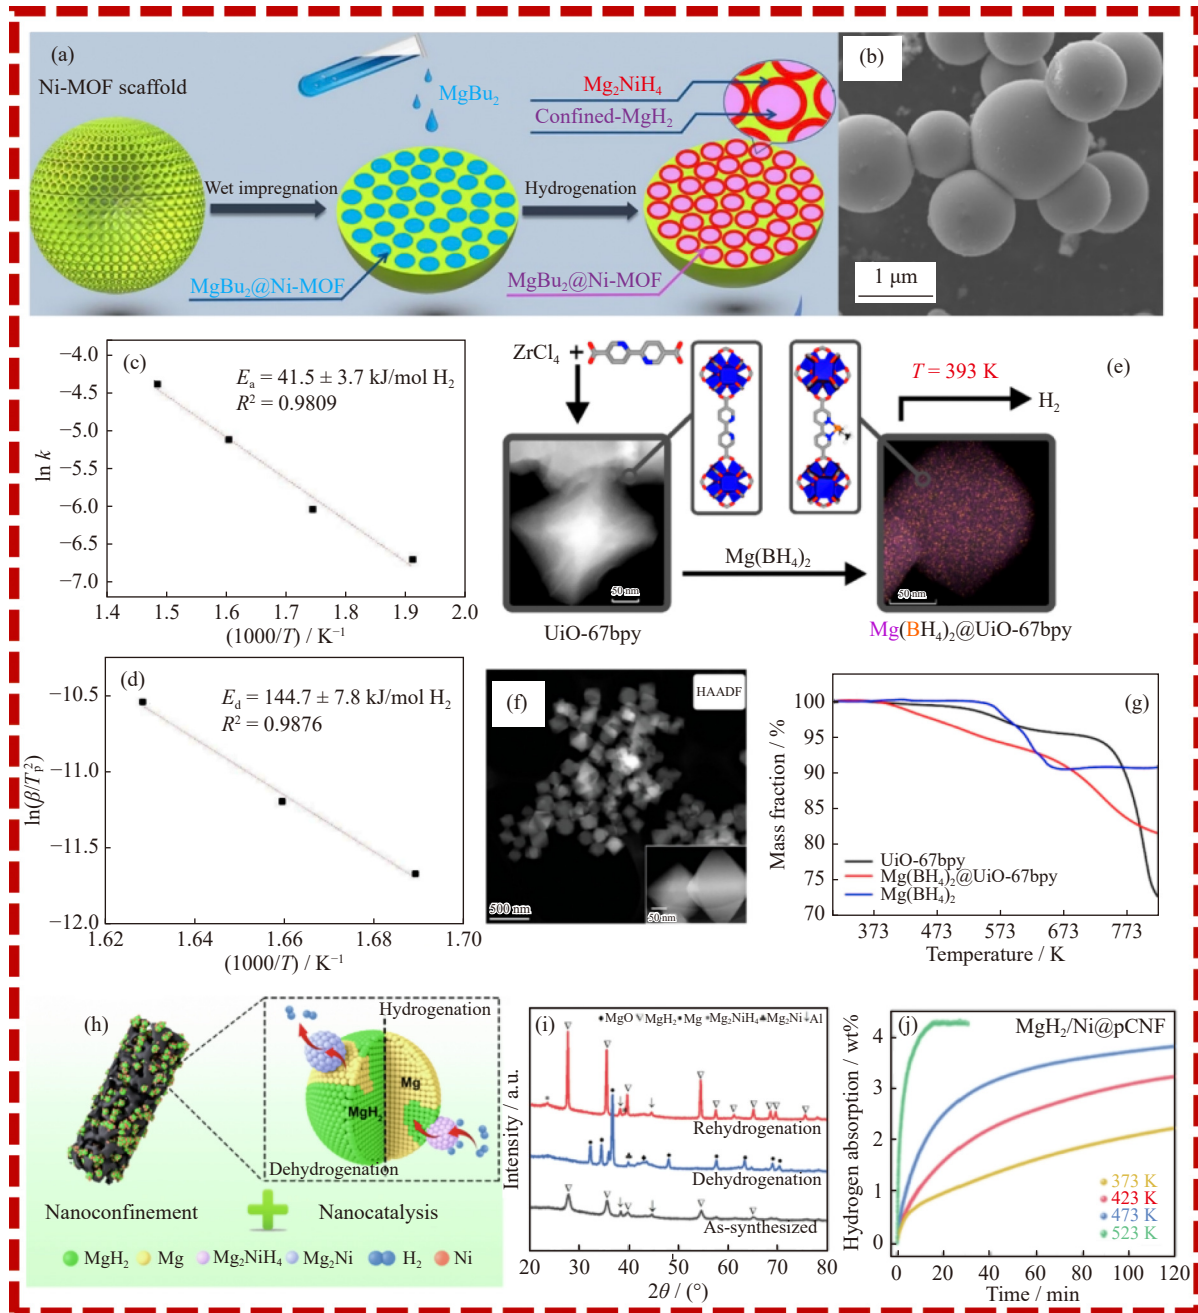 (a)
Ni-MOF scaffold
MgBu₂
Mg₂NiH₄
Confined-MgH₂
Wet impregnation
Hydrogenation
MgBu₂@Ni-MOF
MgBu₂@Ni-MOF
(b)
1 μm
(c)
Eₐ = 41.5 ± 3.7 kJ/mol H₂
R² = 0.9809
ln k
−4.0
−4.5
−5.0
−5.5
−6.0
−6.5
−7.0
1.4 1.5 1.6 1.7 1.8 1.9 2.0
(1000/T) / K⁻¹
(d)
E_d = 144.7 ± 7.8 kJ/mol H₂
R² = 0.9876
ln(β/Tₚ²)
−10.5
−11.0
−11.5
−12.0
1.62 1.64 1.66 1.68 1.70
(1000/T) / K⁻¹
(e)
ZrCl₄ +
T = 393 K
H₂
50 nm
Mg(BH₄)₂
50 nm
UiO-67bpy
Mg(BH₄)₂@UiO-67bpy
(f)
HAADF
500 nm
50 nm
(g)
Mass fraction / %
100
95
90
85
80
75
70
UiO-67bpy
Mg(BH₄)₂@UiO-67bpy
Mg(BH₄)₂
373 473 573 673 773
Temperature / K
(h)
Hydrogenation
Mg
MgH₂
Dehydrogenation
Nanoconfinement
Nanocatalysis
MgH₂ Mg Mg₂NiH₄ Mg₂Ni H₂ Ni
(i)
MgO MgH₂ Mg Mg₂NiH₄ Mg₂Ni Al
Intensity / a.u.
Rehydrogenation
Dehydrogenation
As-synthesized
20 30 40 50 60 70 80
2θ / (°)
(j)
MgH₂/Ni@pCNF
Hydrogen absorption / wt%
4
3
2
1
0
373 K
423 K
473 K
523 K
0 20 40 60 80 100 120
Time / min